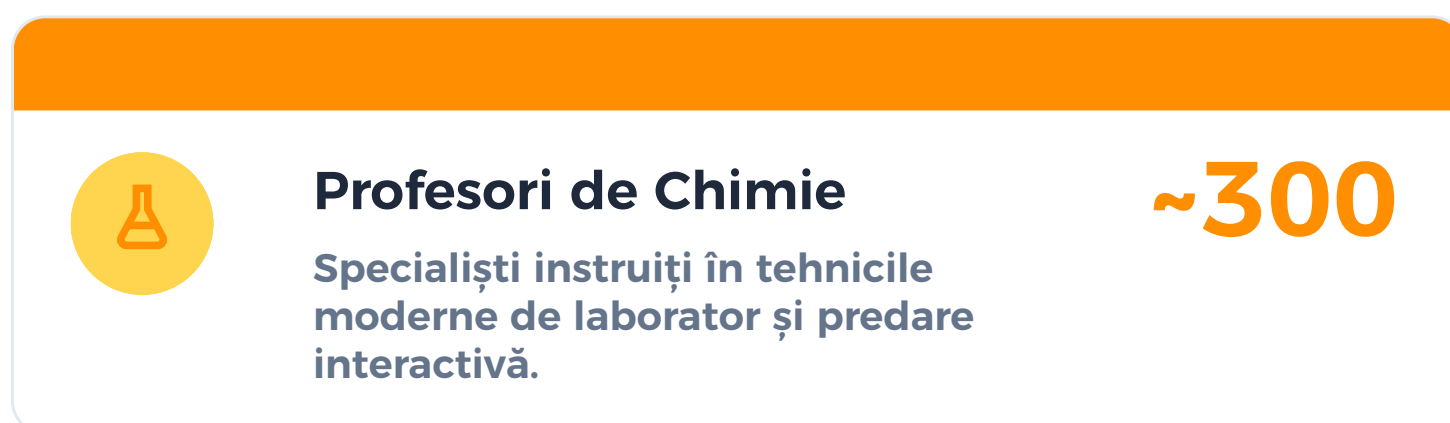 Profesori de Chimie
~300
Specialiști instruiți în tehnicile
moderne de laborator și predare
interactivă.